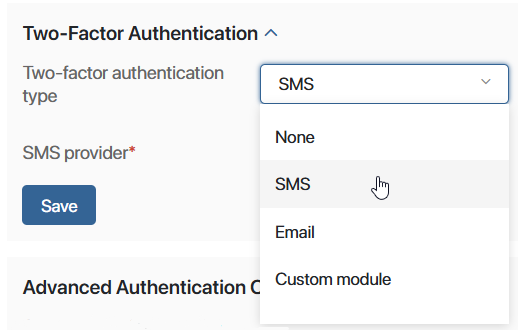 Two-Factor Authentication
Two-factor authentication
type
SMS
None
SMS provider*
SMS
Save
Email
Custom module
Advanced Authentication